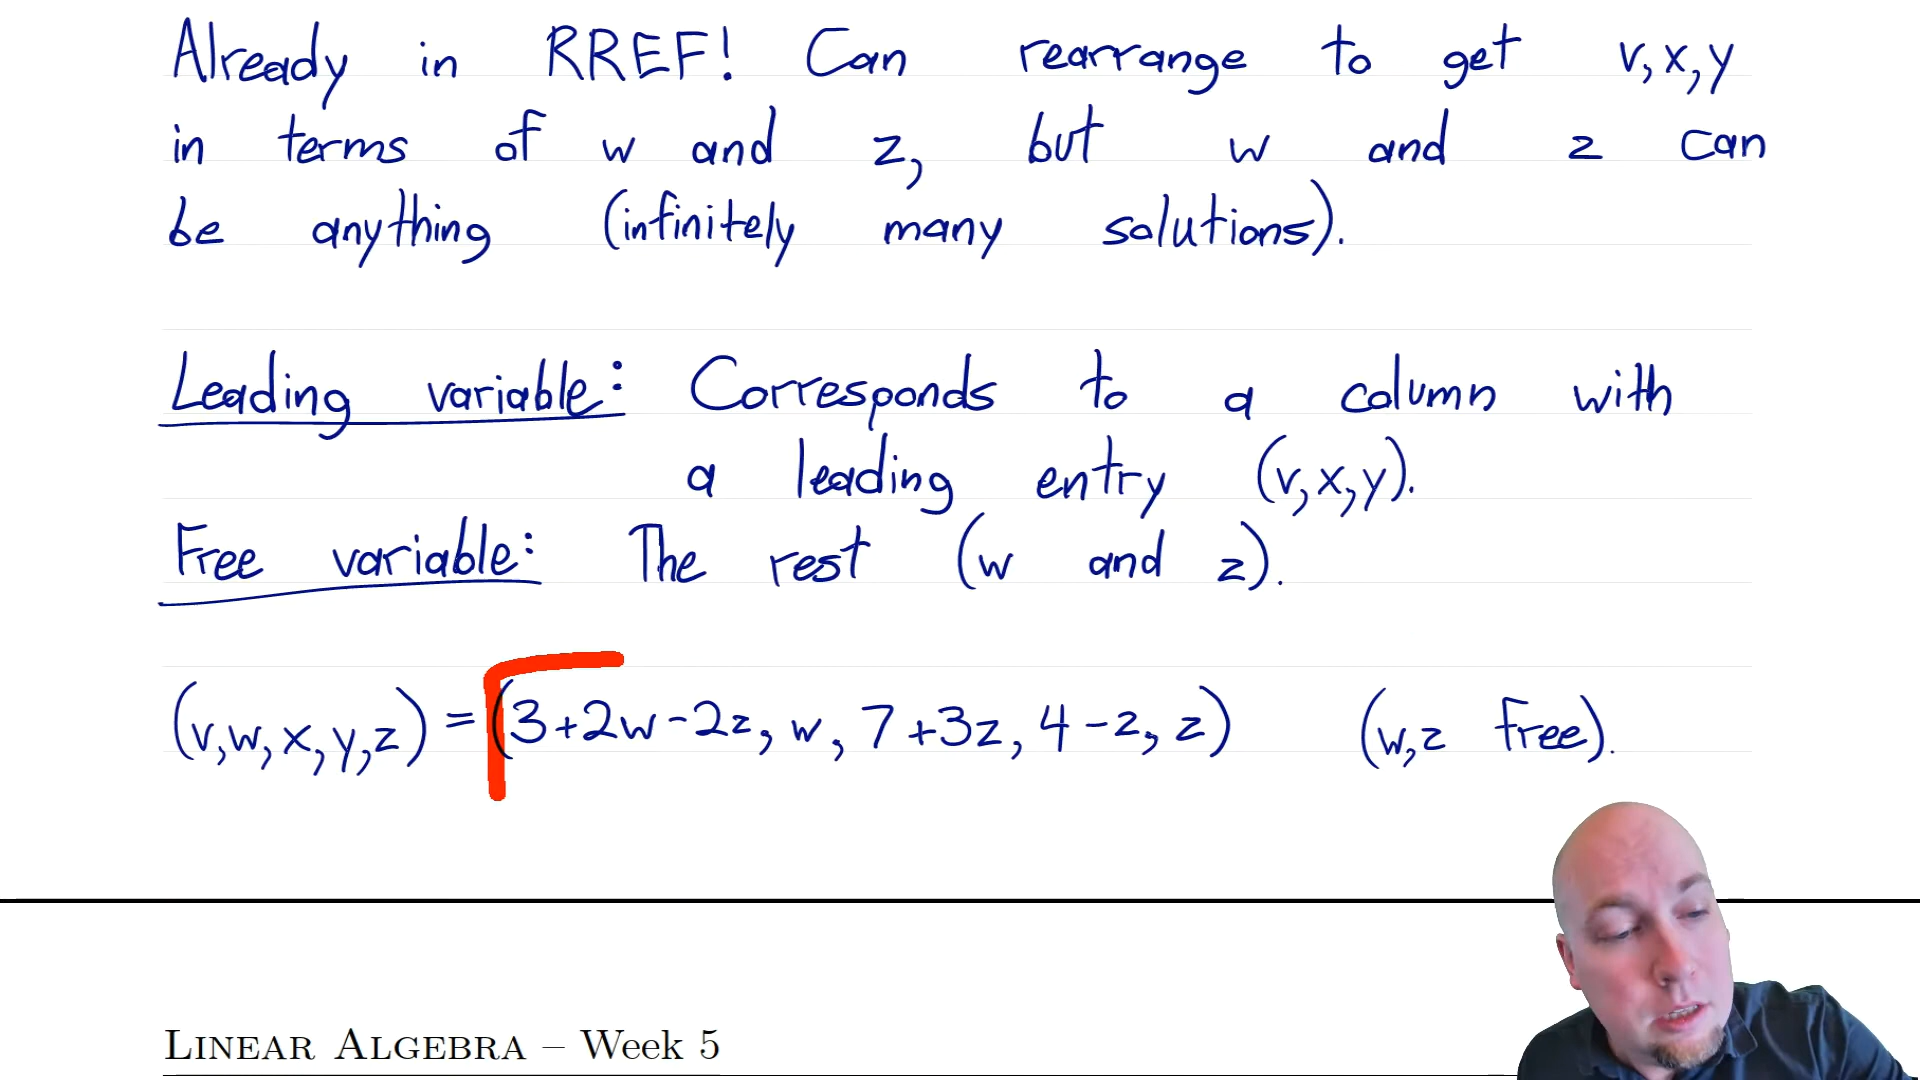 Already in RREF! Can rearrange to get v,x,y
in terms of w and z, but w and z can
be anything (infinitely many solutions).
Leading variable: Corresponds to a column with
a leading entry (v,x,y).
Free variable: The rest (w and z).
(v,w,x,y,z) = (3+2w-2z, w, 7+3z, 4-z, z) (w,z free).
LINEAR ALGEBRA – Week 5